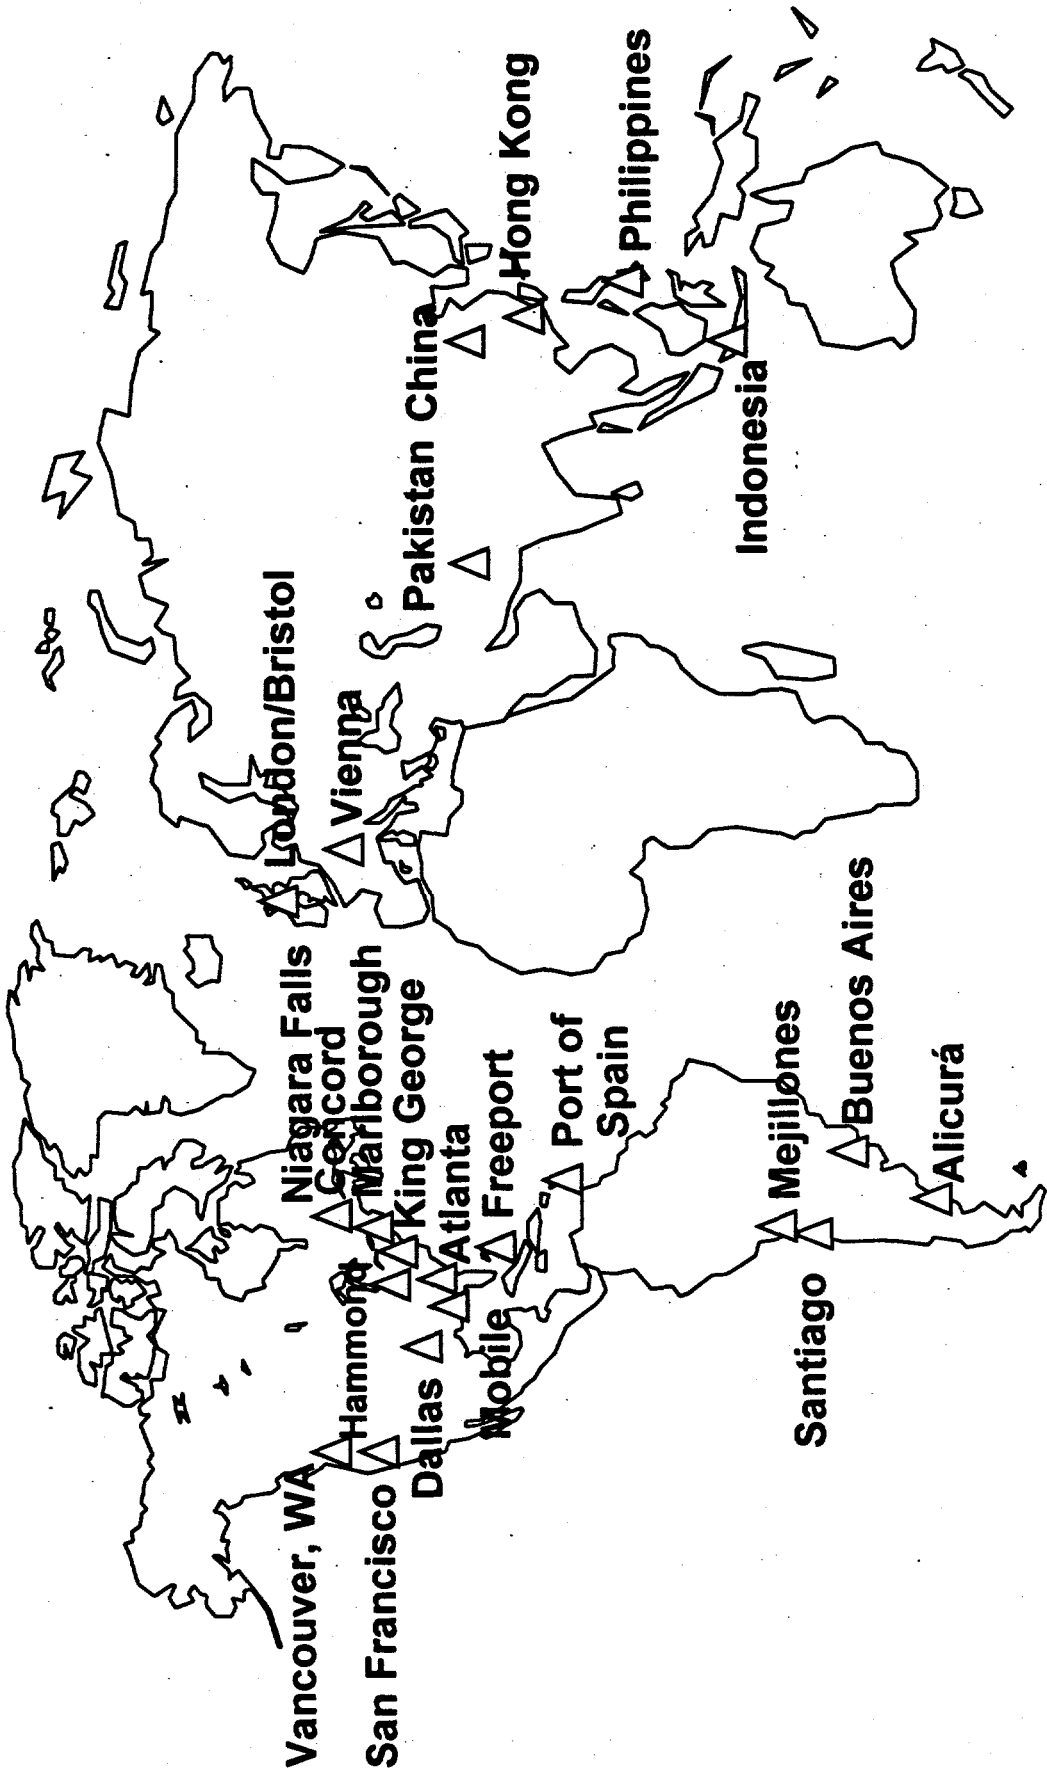 Vancouver, WA
San Francisco
Hammond
Dallas
Mobile
Niagara Falls
Concord
Marlborough
King George
Atlanta
Freeport
Port of
Spain
Mejillones
Santiago
Buenos Aires
Alicurá
London/Bristol
Vienna
Pakistan China
Hong Kong
Philippines
Indonesia